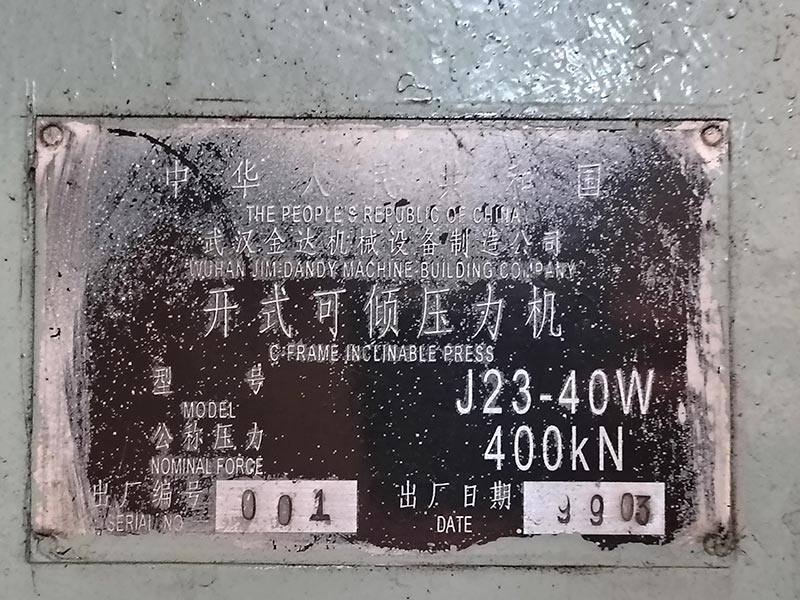 中华人民共和国
THE PEOPLE'S REPUBLIC OF CHINA
武汉金达机械设备制造公司
WUHAN JIM-DANDY MACHINE-BUILDING COMPANY
开式可倾压力机
C-FRAME INCLINABLE PRESS
型号 J23-40W
MODEL
公称压力 400kN
NOMINAL FORCE
出厂编号 001 出厂日期 9903
SERIAL NO DATE